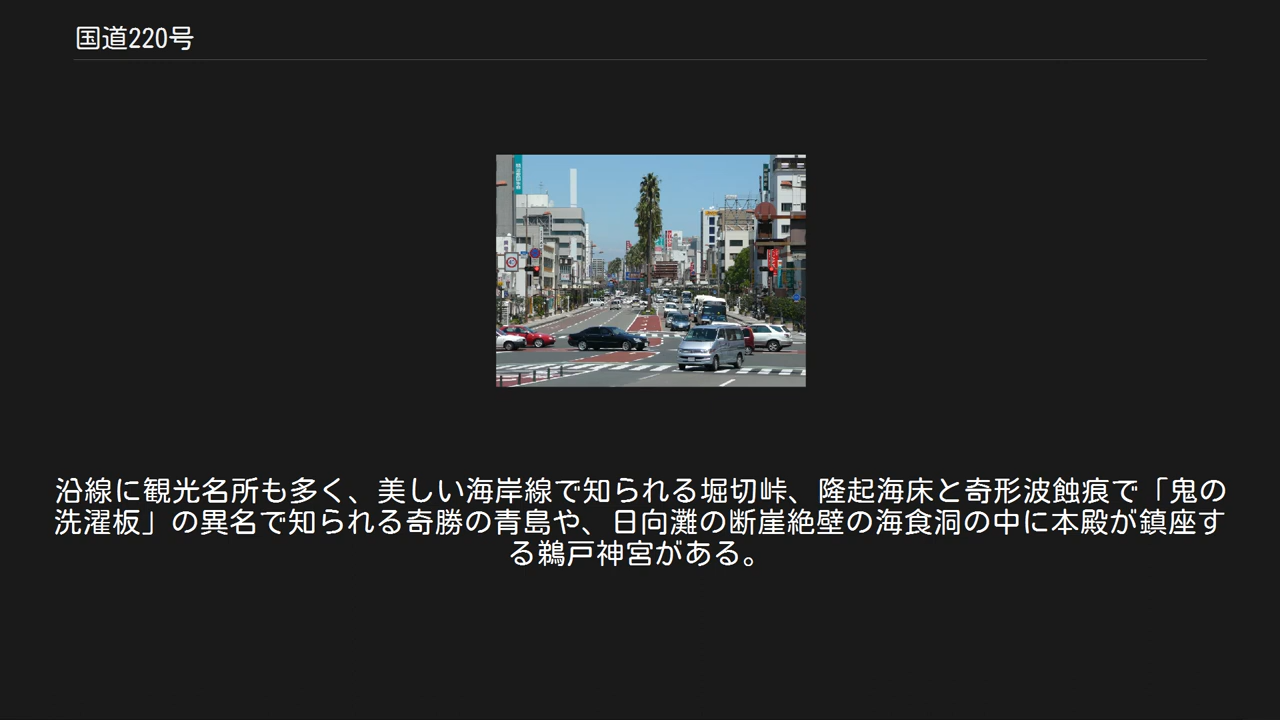 国道220号
沿線に観光名所も多く、美しい海岸線で知られる堀切峠、隆起海床と奇形波蝕痕で「鬼の
洗濯板」の異名で知られる奇勝の青島や、日向灘の断崖絶壁の海食洞の中に本殿が鎮座す
る鵜戸神宮がある。